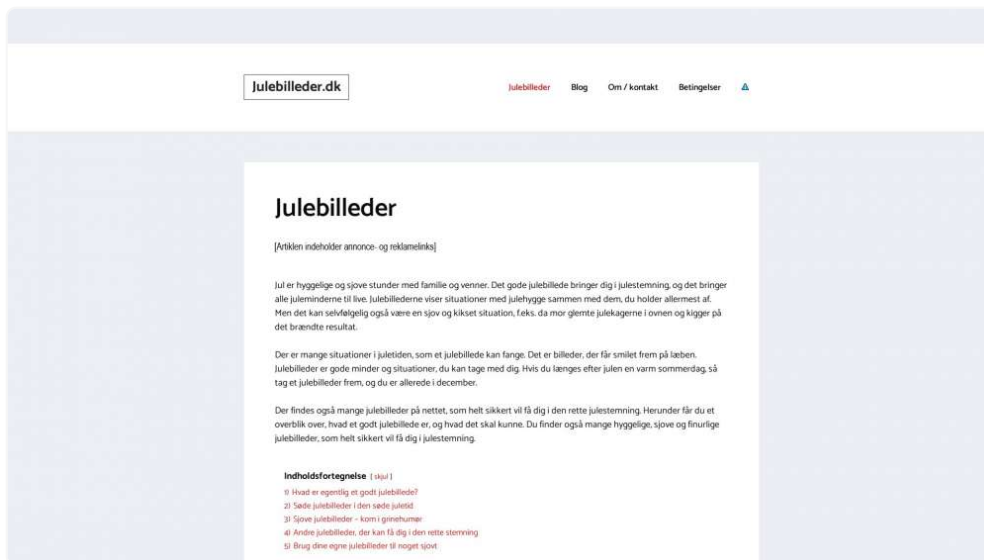 Julebilleder.dk
Julebilleder Blog Om / kontakt Betingelser
Julebilleder
[Artiklen indeholder annonce- og reklamelinks]
Jul er hyggelige og sjove stunder med familie og venner. Det gode julebillede bringer dig i julestemning, og det bringer
alle juleminderne til live. Julebillederne viser situationer med julehygge sammen med dem, du holder allermest af.
Men det kan selvfølgelig også være en sjov og kikset situation, f.eks. da mor glemte julekagerne i ovnen og kigger på
det brændte resultat.
Der er mange situationer i juletiden, som et julebillede kan fange. Det er billeder, der får smilet frem på læben.
Julebilleder er gode minder og situationer, du kan tage med dig. Hvis du længes efter julen en varm sommerdag, så
tag et julebilleder frem, og du er allerede i december.
Der findes også mange julebilleder på nettet, som helt sikkert vil få dig i den rette julestemning. Herunder får du et
overblik over, hvad et godt julebillede er, og hvad det skal kunne. Du finder også mange hyggelige, sjove og finurlige
julebilleder, som helt sikkert vil få dig i julestemning.
Indholdsfortegnelse [ skjul ]
1) Hvad er egentlig et godt julebillede?
2) Søde julebilleder i den søde juletid
3) Sjove julebilleder – kom i grinehumør
4) Andre julebilleder, der kan få dig i den rette stemning
5) Brug dine egne julebilleder til noget sjovt